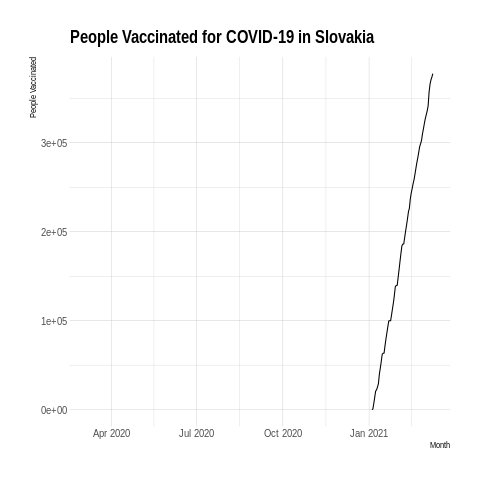 People Vaccinated for COVID-19 in Slovakia
People Vaccinated
3e+05
2e+05
1e+05
0e+00
Apr 2020 Jul 2020 Oct 2020 Jan 2021
Month